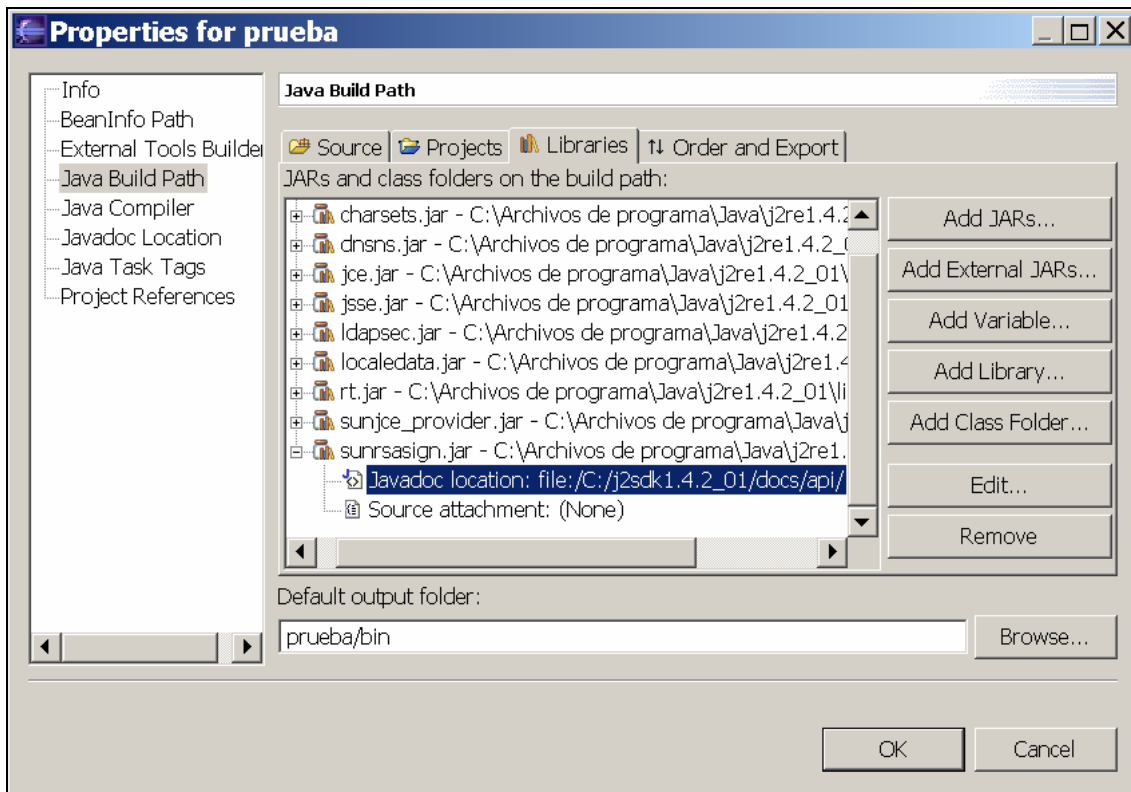 Properties for prueba
Info
BeanInfo Path
External Tools Builder
Java Build Path
Java Compiler
Javadoc Location
Java Task Tags
Project References
Java Build Path
Source Projects Libraries Order and Export
JARs and class folders on the build path:
charsets.jar - C:\Archivos de programa\Java\j2re1.4.2
dnsns.jar - C:\Archivos de programa\Java\j2re1.4.2_0
jce.jar - C:\Archivos de programa\Java\j2re1.4.2_01\
jsse.jar - C:\Archivos de programa\Java\j2re1.4.2_01
ldapsec.jar - C:\Archivos de programa\Java\j2re1.4.2
localedata.jar - C:\Archivos de programa\Java\j2re1.4
rt.jar - C:\Archivos de programa\Java\j2re1.4.2_01\li
sunjce_provider.jar - C:\Archivos de programa\Java\j
sunrsasign.jar - C:\Archivos de programa\Java\j2re1.
Javadoc location: file:/C:/j2sdk1.4.2_01/docs/api/
Source attachment: (None)
Add JARs...
Add External JARs...
Add Variable...
Add Library...
Add Class Folder...
Edit...
Remove
Default output folder:
prueba/bin
Browse...
OK
Cancel